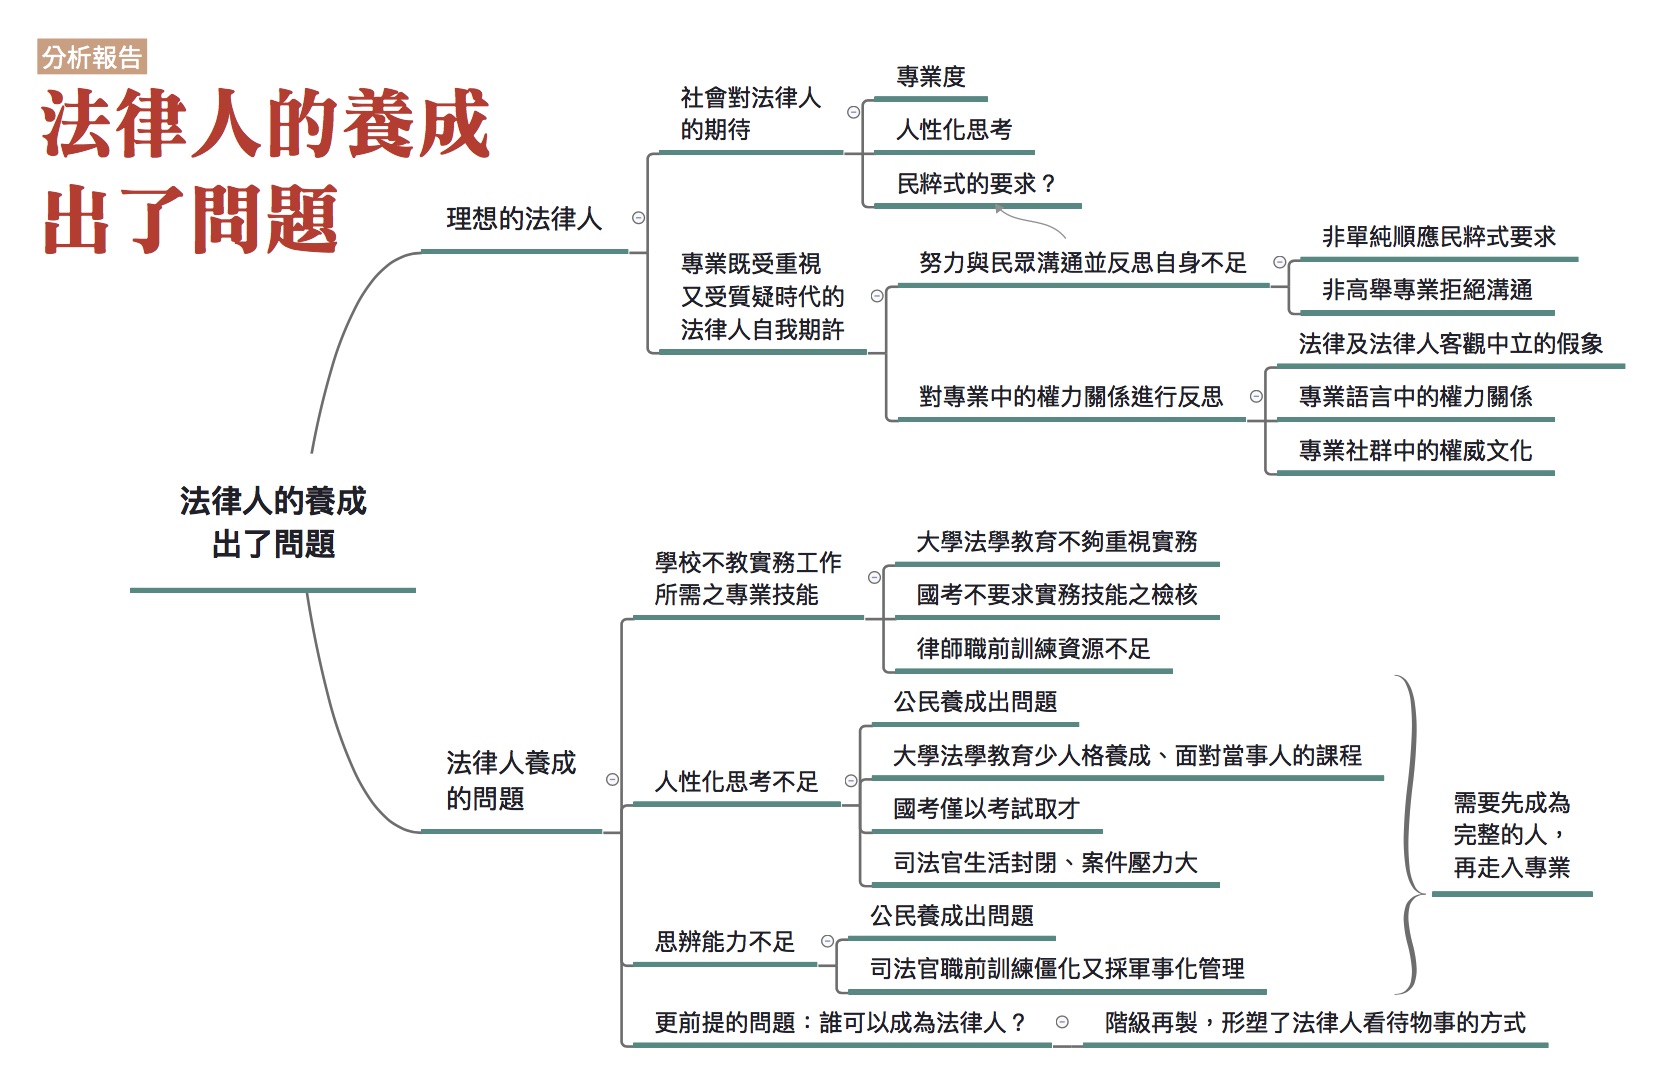 分析報告
法律人的養成
出了問題
法律人的養成
出了問題
理想的法律人
社會對法律人
的期待
專業度
人性化思考
民粹式的要求？
專業既受重視
又受質疑時代的
法律人自我期許
努力與民眾溝通並反思自身不足
非單純順應民粹式要求
非高舉專業拒絕溝通
對專業中的權力關係進行反思
法律及法律人客觀中立的假象
專業語言中的權力關係
專業社群中的權威文化
法律人養成
的問題
學校不教實務工作
所需之專業技能
大學法學教育不夠重視實務
國考不要求實務技能之檢核
律師職前訓練資源不足
人性化思考不足
公民養成出問題
大學法學教育少人格養成、面對當事人的課程
國考僅以考試取才
司法官生活封閉、案件壓力大
思辨能力不足
公民養成出問題
司法官職前訓練僵化又採軍事化管理
需要先成為
完整的人，
再走入專業
更前提的問題：誰可以成為法律人？
階級再製，形塑了法律人看待物事的方式